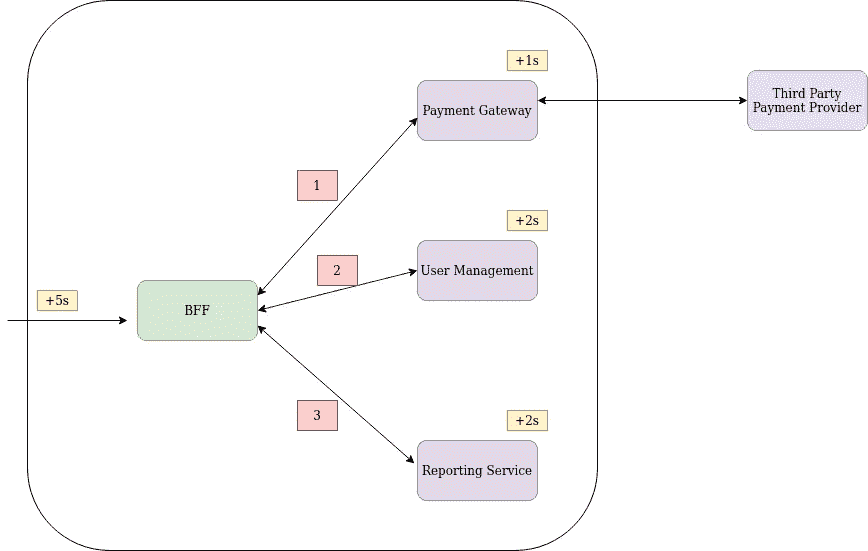 +1s
Payment Gateway
Third Party
Payment Provider
1
+2s
User Management
2
+5s
BFF
3
+2s
Reporting Service